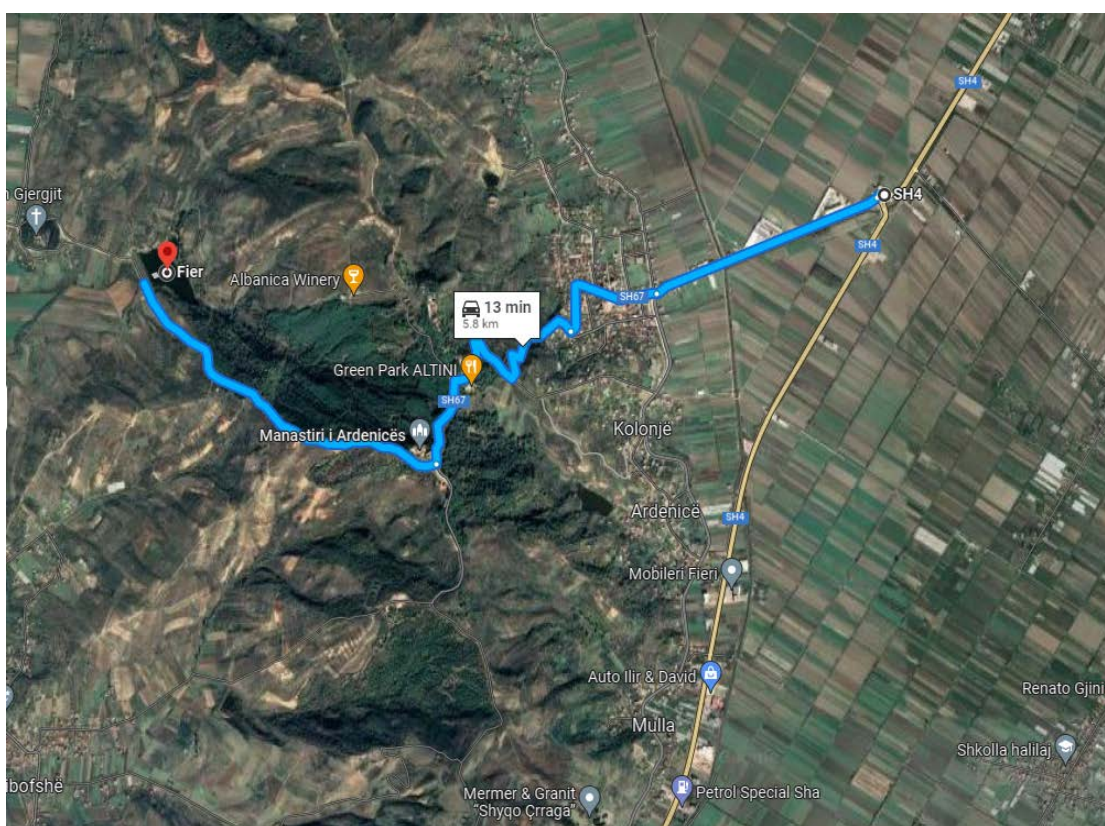 SH4
n Gjergjit
SH4
Fier
SH4
Albanica Winery
13 min
5.8 km
SH67
Green Park ALTINI
SH67
Manastiri i Ardenicës
Kolonjë
Ardenicë
SH4
Mobileri Fieri
Auto Ilir & David
Renato Gjini
Mulla
Shkolla halilaj
ibofshë
Mermer & Granit
"Shyqo Çrraga"
Petrol Special Sha